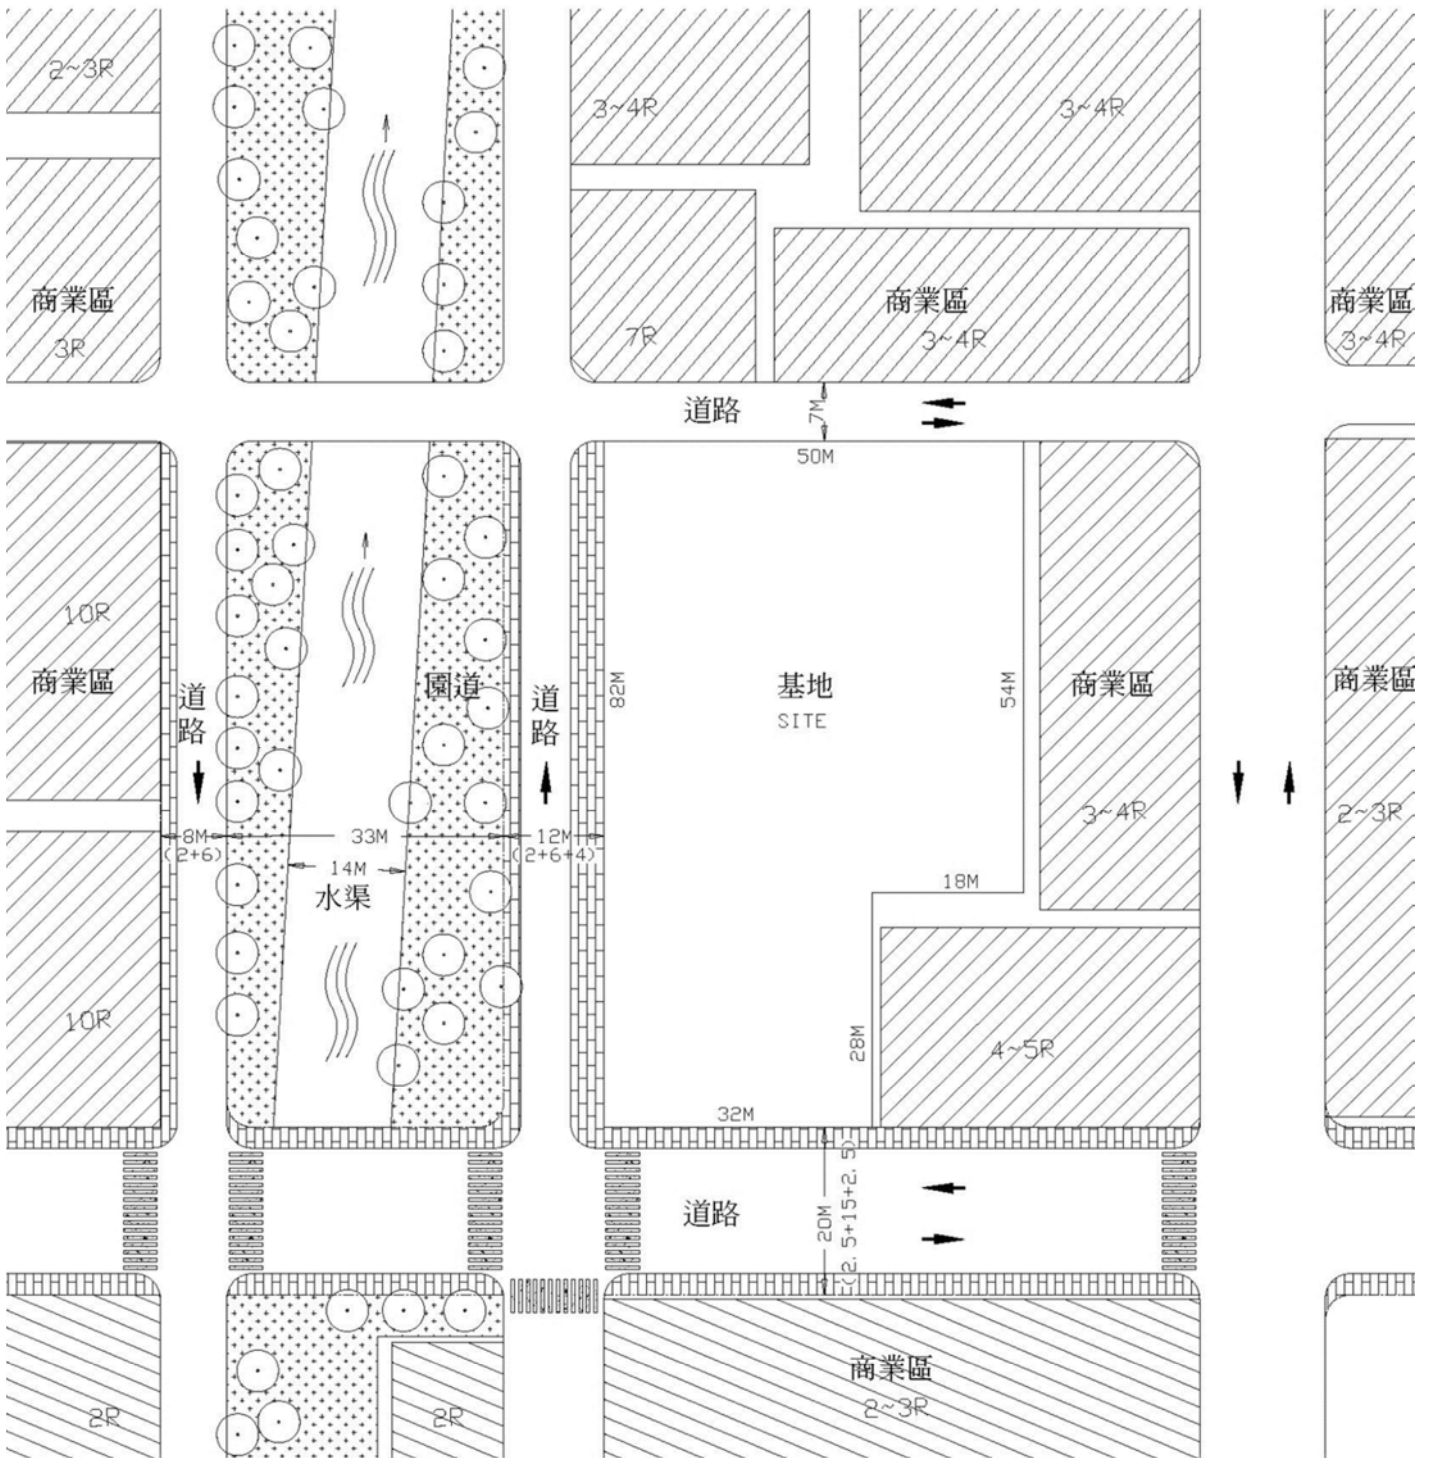 2~3R
3~4R
3~4R
商業區
3R
7R
商業區
3~4R
商業區
3~4R
道路
7M
50M
10R
商業區
道路
園道
道路
82M
基地
SITE
54M
商業區
商業區
3~4R
2~3R
8M
(2+6)
33M
12M
(2+6+4)
14M
水渠
18M
10R
28M
4~5R
32M
道路
20M
(2.5+15+2.5)
商業區
2~3R
2R
2R